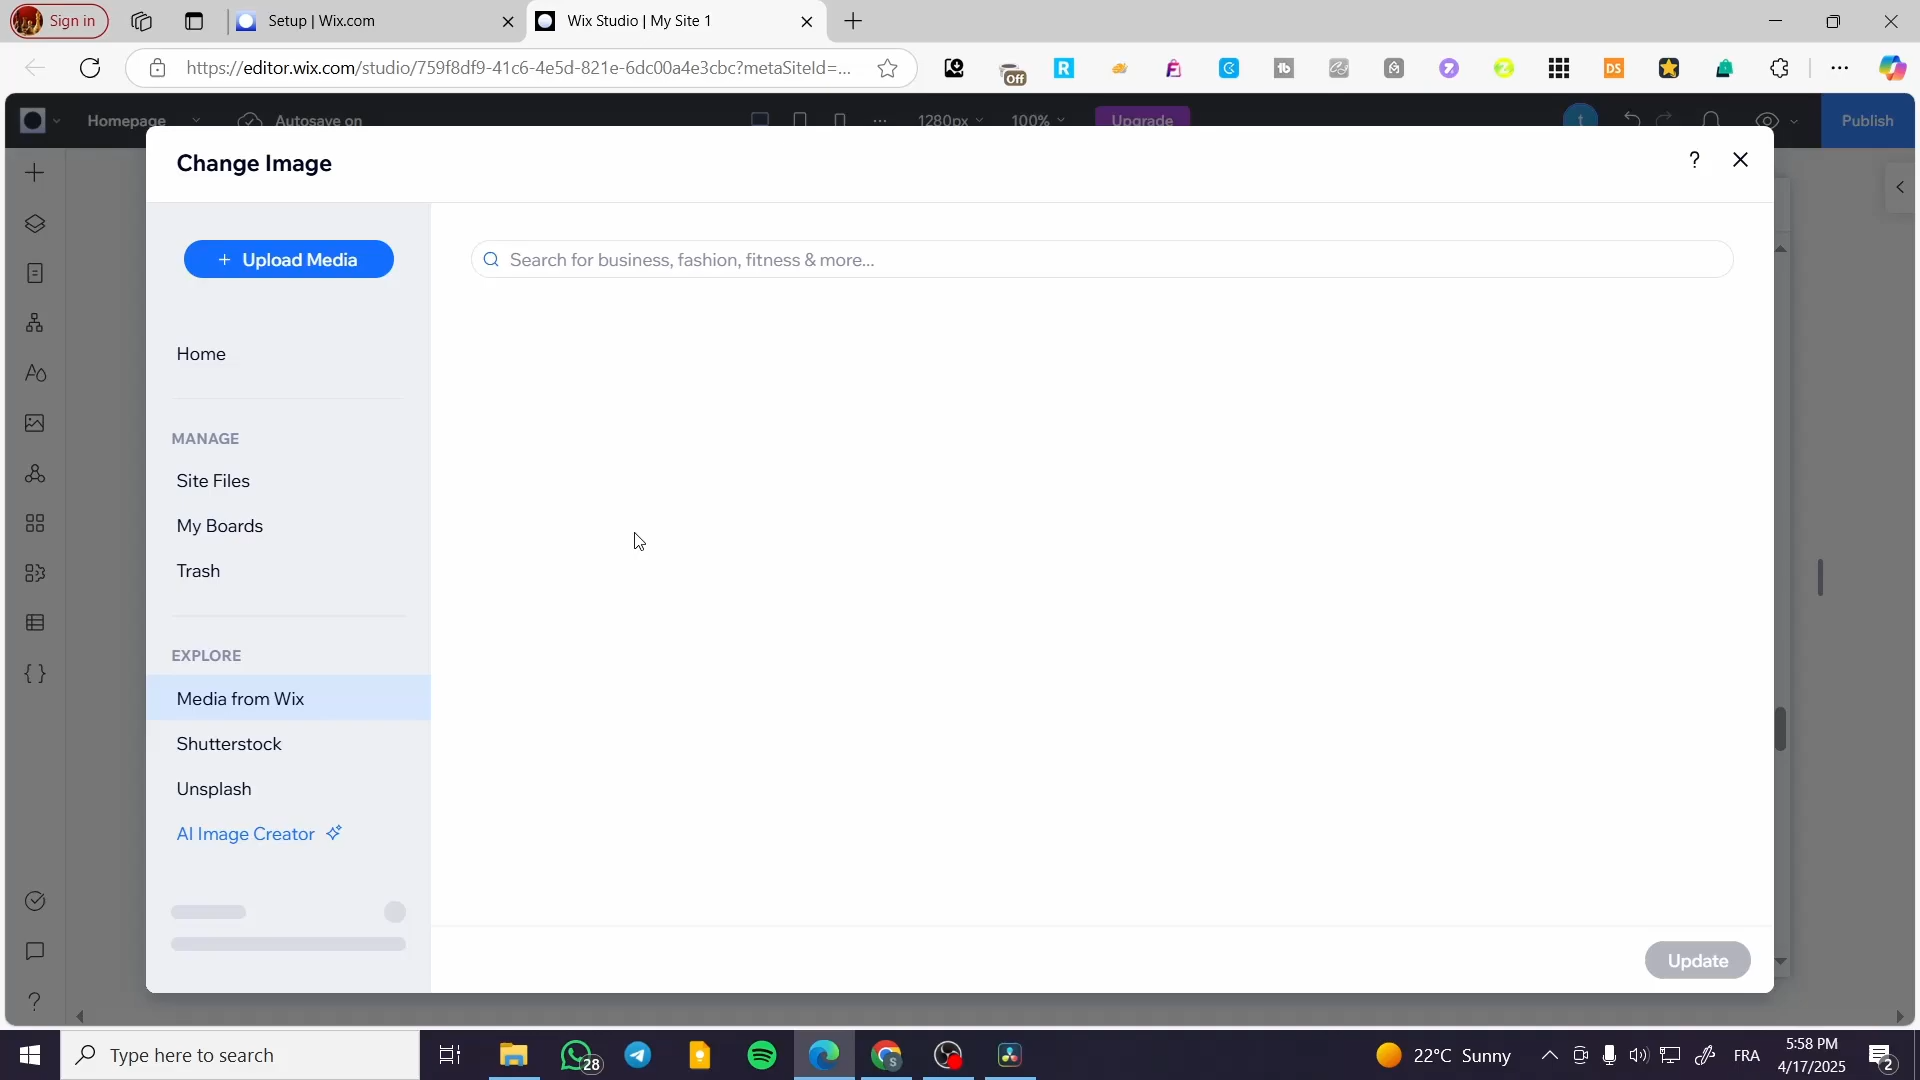 Sign in
Setup | Wix.com
Wix Studio | My Site 1
https://editor.wix.com/studio/759f8df9-41c6-4e5d-821e-6dc00a4e3cbc?metaSiteId=...
Off
R
1b
DS
Homepage
Autosave on
1280px
100%
Upgrade
t
Publish
Change Image
?
+ Upload Media
Search for business, fashion, fitness & more...
Home
MANAGE
Site Files
My Boards
Trash
EXPLORE
Media from Wix
Shutterstock
Unsplash
AI Image Creator
Update
?
Type here to search
28
S
22°C Sunny
FRA
5:58 PM
4/17/2025
2